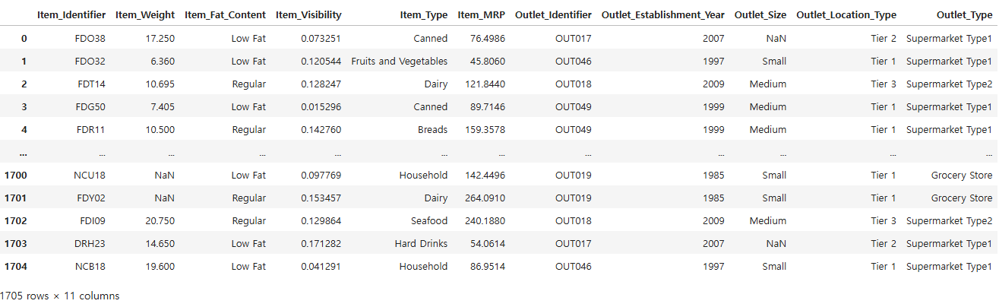 Item_Identifier Item_Weight Item_Fat_Content Item_Visibility Item_Type Item_MRP Outlet_Identifier Outlet_Establishment_Year Outlet_Size Outlet_Location_Type Outlet_Type
0 FDO38 17.250 Low Fat 0.073251 Canned 76.4986 OUT017 2007 NaN Tier 2 Supermarket Type1
1 FDO32 6.360 Low Fat 0.120544 Fruits and Vegetables 45.8060 OUT046 1997 Small Tier 1 Supermarket Type1
2 FDT14 10.695 Regular 0.128247 Dairy 121.8440 OUT018 2009 Medium Tier 3 Supermarket Type2
3 FDG50 7.405 Low Fat 0.015296 Canned 89.7146 OUT049 1999 Medium Tier 1 Supermarket Type1
4 FDR11 10.500 Regular 0.142760 Breads 159.3578 OUT049 1999 Medium Tier 1 Supermarket Type1
... ... ... ... ... ... ... ... ... ... ... ...
1700 NCU18 NaN Low Fat 0.097769 Household 142.4496 OUT019 1985 Small Tier 1 Grocery Store
1701 FDY02 NaN Regular 0.153457 Dairy 264.0910 OUT019 1985 Small Tier 1 Grocery Store
1702 FDI09 20.750 Regular 0.129864 Seafood 240.1880 OUT018 2009 Medium Tier 3 Supermarket Type2
1703 DRH23 14.650 Low Fat 0.171282 Hard Drinks 54.0614 OUT017 2007 NaN Tier 2 Supermarket Type1
1704 NCB18 19.600 Low Fat 0.041291 Household 86.9514 OUT046 1997 Small Tier 1 Supermarket Type1
1705 rows × 11 columns